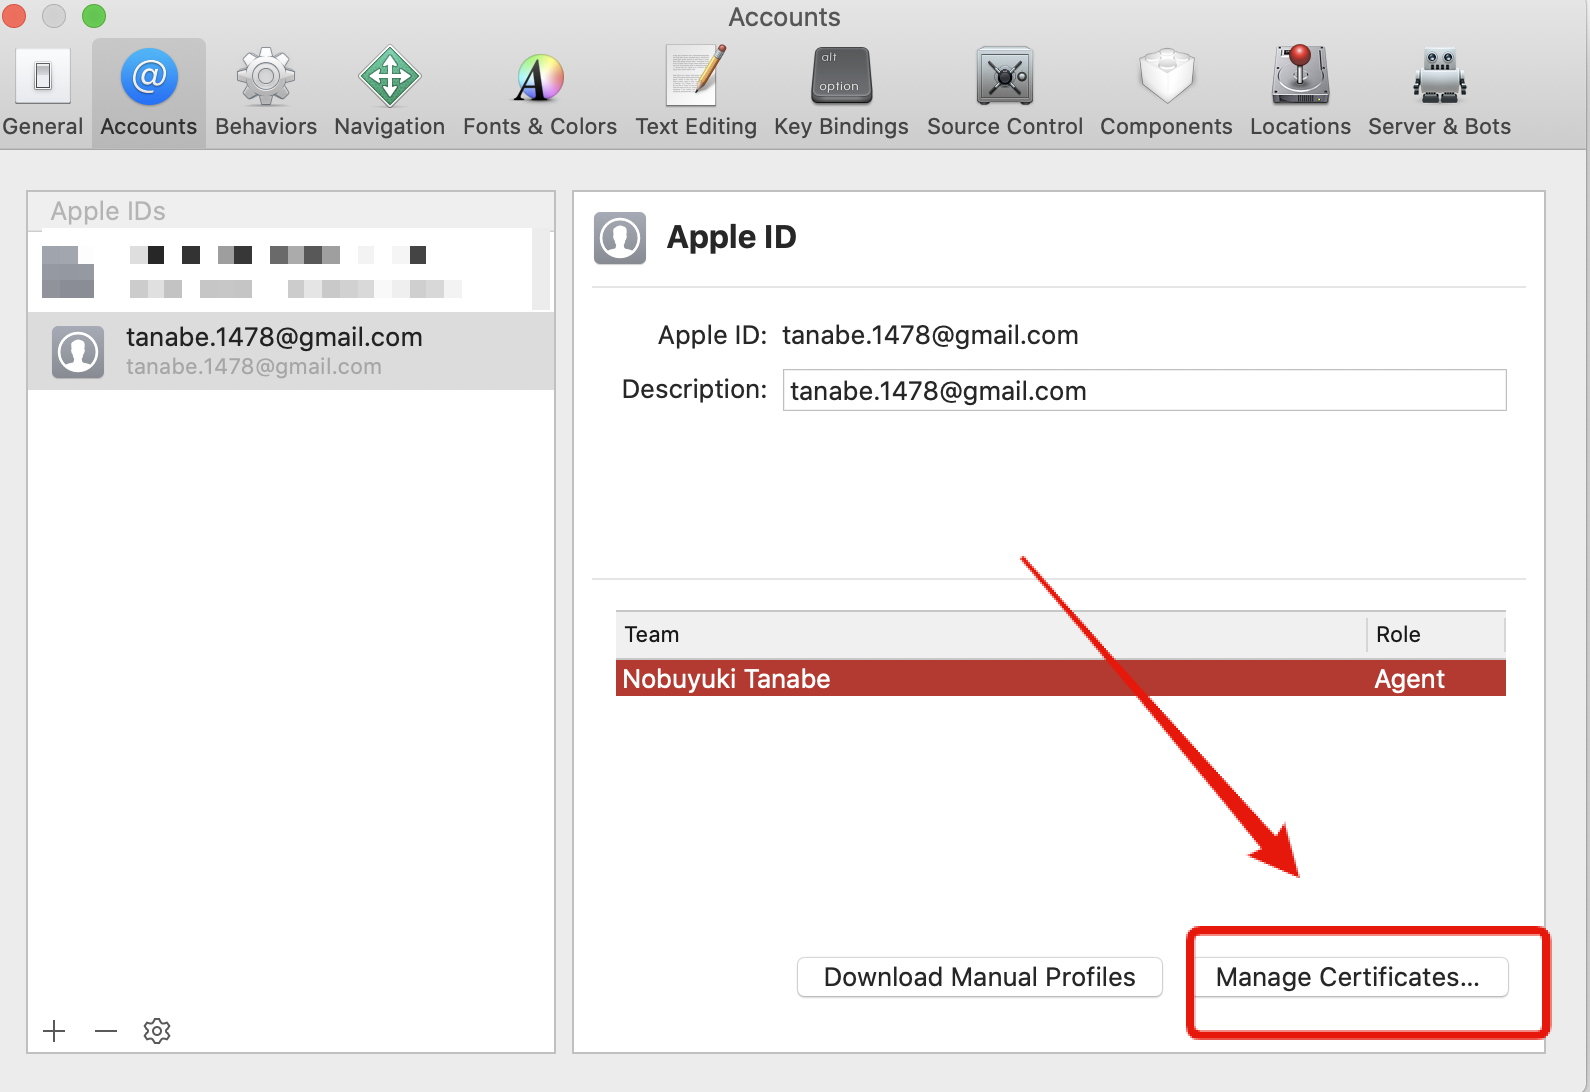 Accounts
General
Accounts
Behaviors
Navigation
Fonts & Colors
Text Editing
alt
option
Key Bindings
Source Control
Components
Locations
Server & Bots
Apple IDs
tanabe.1478@gmail.com
tanabe.1478@gmail.com
Apple ID
Apple ID: tanabe.1478@gmail.com
Description: tanabe.1478@gmail.com
Team Role
Nobuyuki Tanabe Agent
Download Manual Profiles
Manage Certificates...